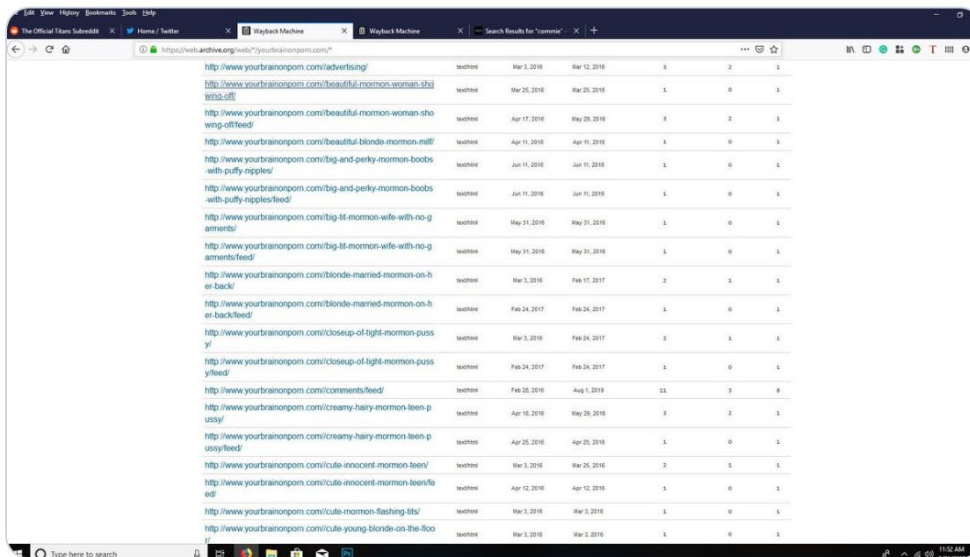 File Edit View History Bookmarks Tools Help
The Official Titans Subreddit X Home / Twitter X Wayback Machine X Wayback Machine X Search Results for "commie" - X +
https://web.archive.org/web/*/yourbrainonporn.com/*
http://www.yourbrainonporn.com//advertising/ text/html Mar 3, 2016 Mar 12, 2016 3 2 1
http://www.yourbrainonporn.com//beautiful-mormon-woman-sho
wing-off/ text/html Mar 25, 2016 Mar 25, 2016 1 0 1
http://www.yourbrainonporn.com//beautiful-mormon-woman-sho
wing-off/feed/ text/html Apr 17, 2016 May 29, 2016 3 2 1
http://www.yourbrainonporn.com//beautiful-blonde-mormon-milf/ text/html Apr 11, 2016 Apr 11, 2016 1 0 1
http://www.yourbrainonporn.com//big-and-perky-mormon-boobs
-with-puffy-nipples/ text/html Jun 11, 2016 Jun 11, 2016 1 0 1
http://www.yourbrainonporn.com//big-and-perky-mormon-boobs
-with-puffy-nipples/feed/ text/html Jun 11, 2016 Jun 11, 2016 1 0 1
http://www.yourbrainonporn.com//big-tit-mormon-wife-with-no-g
arments/ text/html May 31, 2016 May 31, 2016 1 0 1
http://www.yourbrainonporn.com//big-tit-mormon-wife-with-no-g
arments/feed/ text/html May 31, 2016 May 31, 2016 1 0 1
http://www.yourbrainonporn.com//blonde-married-mormon-on-h
er-back/ text/html Mar 3, 2016 Feb 17, 2017 2 1 1
http://www.yourbrainonporn.com//blonde-married-mormon-on-h
er-back/feed/ text/html Feb 24, 2017 Feb 24, 2017 1 0 1
http://www.yourbrainonporn.com//closeup-of-tight-mormon-puss
y/ text/html Mar 3, 2016 Feb 24, 2017 2 1 1
http://www.yourbrainonporn.com//closeup-of-tight-mormon-puss
y/feed/ text/html Feb 24, 2017 Feb 24, 2017 1 0 1
http://www.yourbrainonporn.com//comments/feed/ text/html Feb 28, 2016 Aug 1, 2019 11 3 8
http://www.yourbrainonporn.com//creamy-hairy-mormon-teen-p
ussy/ text/html Apr 16, 2016 May 29, 2016 3 2 1
http://www.yourbrainonporn.com//creamy-hairy-mormon-teen-p
ussy/feed/ text/html Apr 25, 2016 Apr 25, 2016 1 0 1
http://www.yourbrainonporn.com//cute-innocent-mormon-teen/ text/html Mar 3, 2016 Mar 25, 2016 2 1 1
http://www.yourbrainonporn.com//cute-innocent-mormon-teen/fe
ed/ text/html Apr 12, 2016 Apr 12, 2016 1 0 1
http://www.yourbrainonporn.com//cute-mormon-flashing-tits/ text/html Mar 3, 2016 Mar 3, 2016 1 0 1
http://www.yourbrainonporn.com//cute-young-blonde-on-the-floo
r/ text/html Mar 3, 2016 Mar 3, 2016 1 0 1
Type here to search
11:52 AM